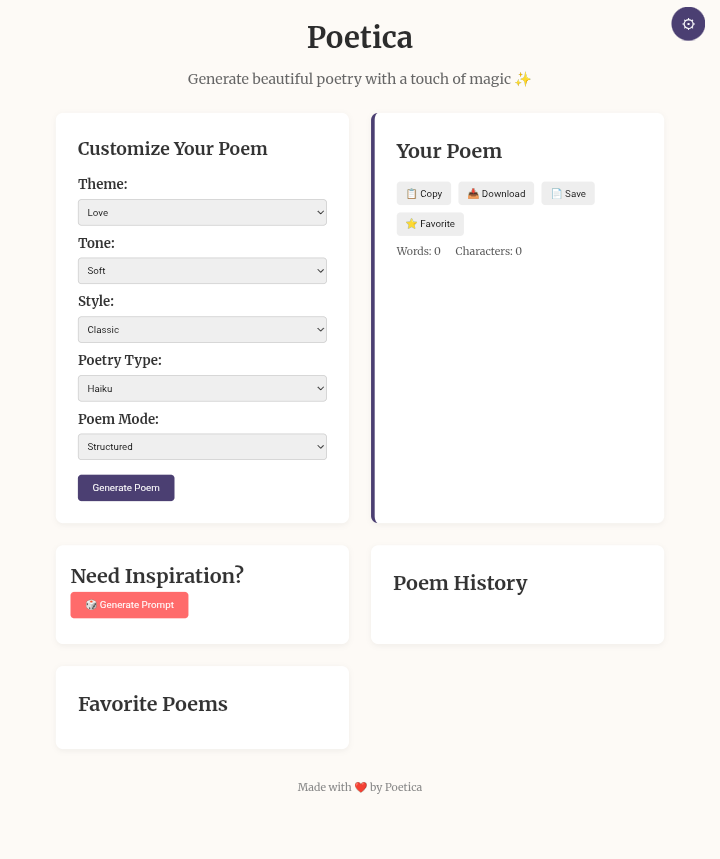 Poetica
Generate beautiful poetry with a touch of magic ✨
Customize Your Poem
Theme:
Love
Tone:
Soft
Style:
Classic
Poetry Type:
Haiku
Poem Mode:
Structured
Generate Poem
Your Poem
📋 Copy 📥 Download 📄 Save
⭐ Favorite
Words: 0 Characters: 0
Need Inspiration?
🎲 Generate Prompt
Poem History
Favorite Poems
Made with ❤️ by Poetica